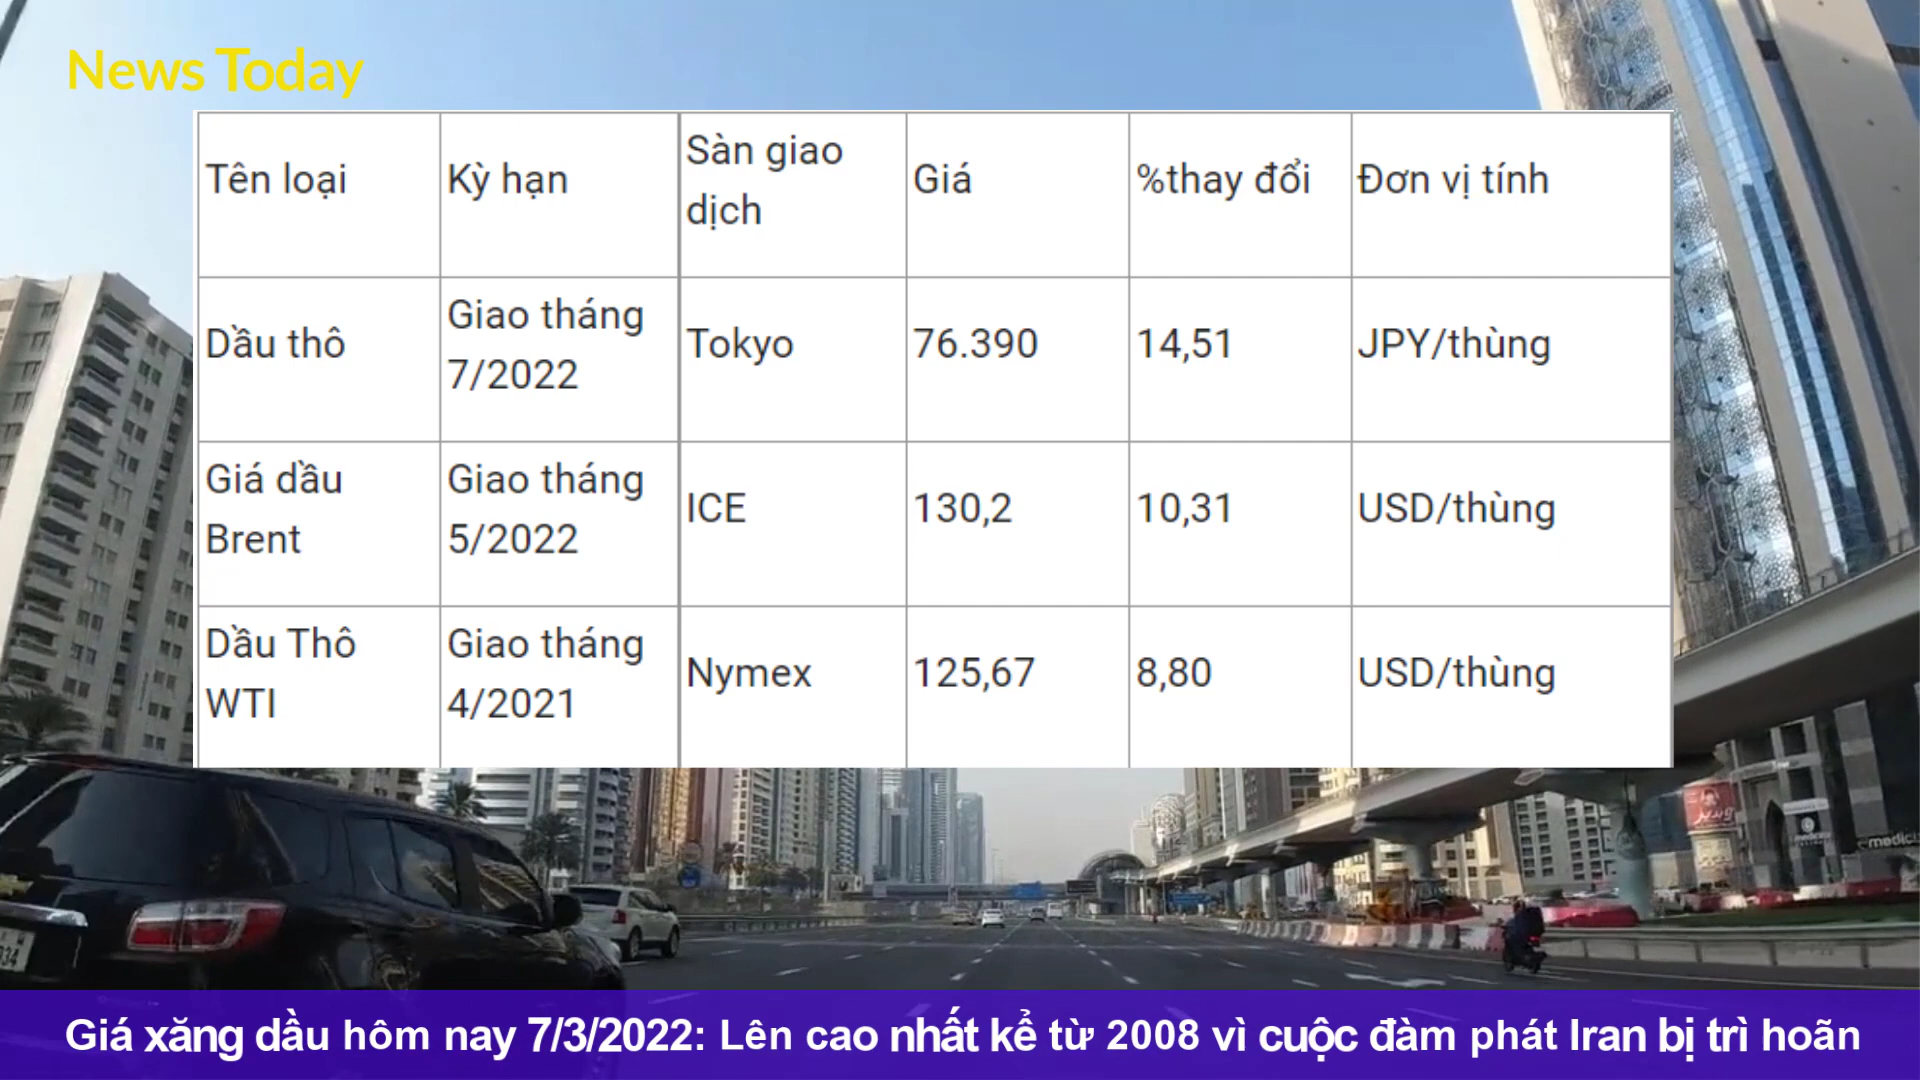 News Today
Tên loại
Kỳ hạn
Sàn giao
dịch
Giá
%thay đổi
Đơn vị tính
Dầu thô
Giao tháng
7/2022
Tokyo
76.390
14,51
JPY/thùng
Giá dầu
Brent
Giao tháng
5/2022
ICE
130,2
10,31
USD/thùng
Dầu Thô
WTI
Giao tháng
4/2021
Nymex
125,67
8,80
USD/thùng
934
medic
Giá xăng dầu hôm nay 7/3/2022: Lên cao nhất kể từ 2008 vì cuộc đàm phát Iran bị trì hoãn